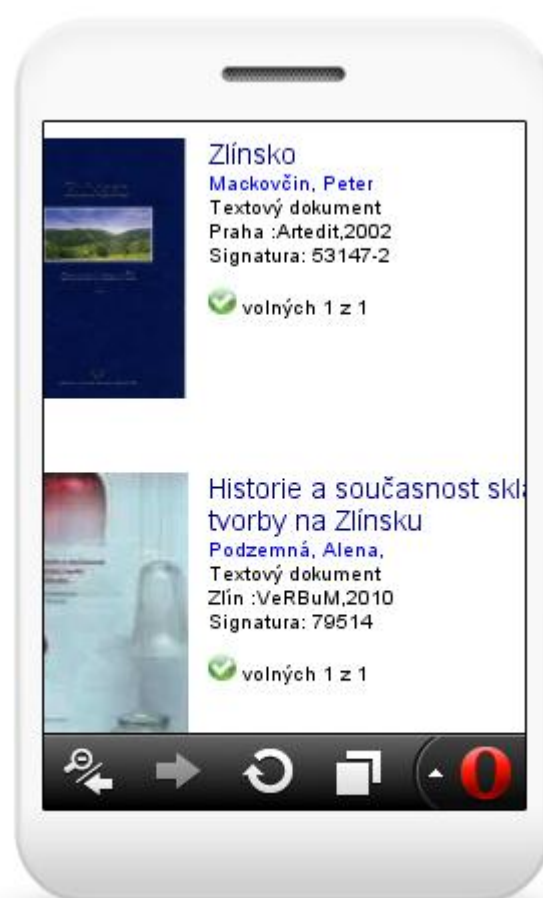 Zlínsko
Mackovčin, Peter
Textový dokument
Praha :Artedit,2002
Signatura: 53147-2
volných 1 z 1
Historie a současnost skl
tvorby na Zlínsku
Podzemná, Alena,
Textový dokument
Zlín :VeRBuM,2010
Signatura: 79514
volných 1 z 1